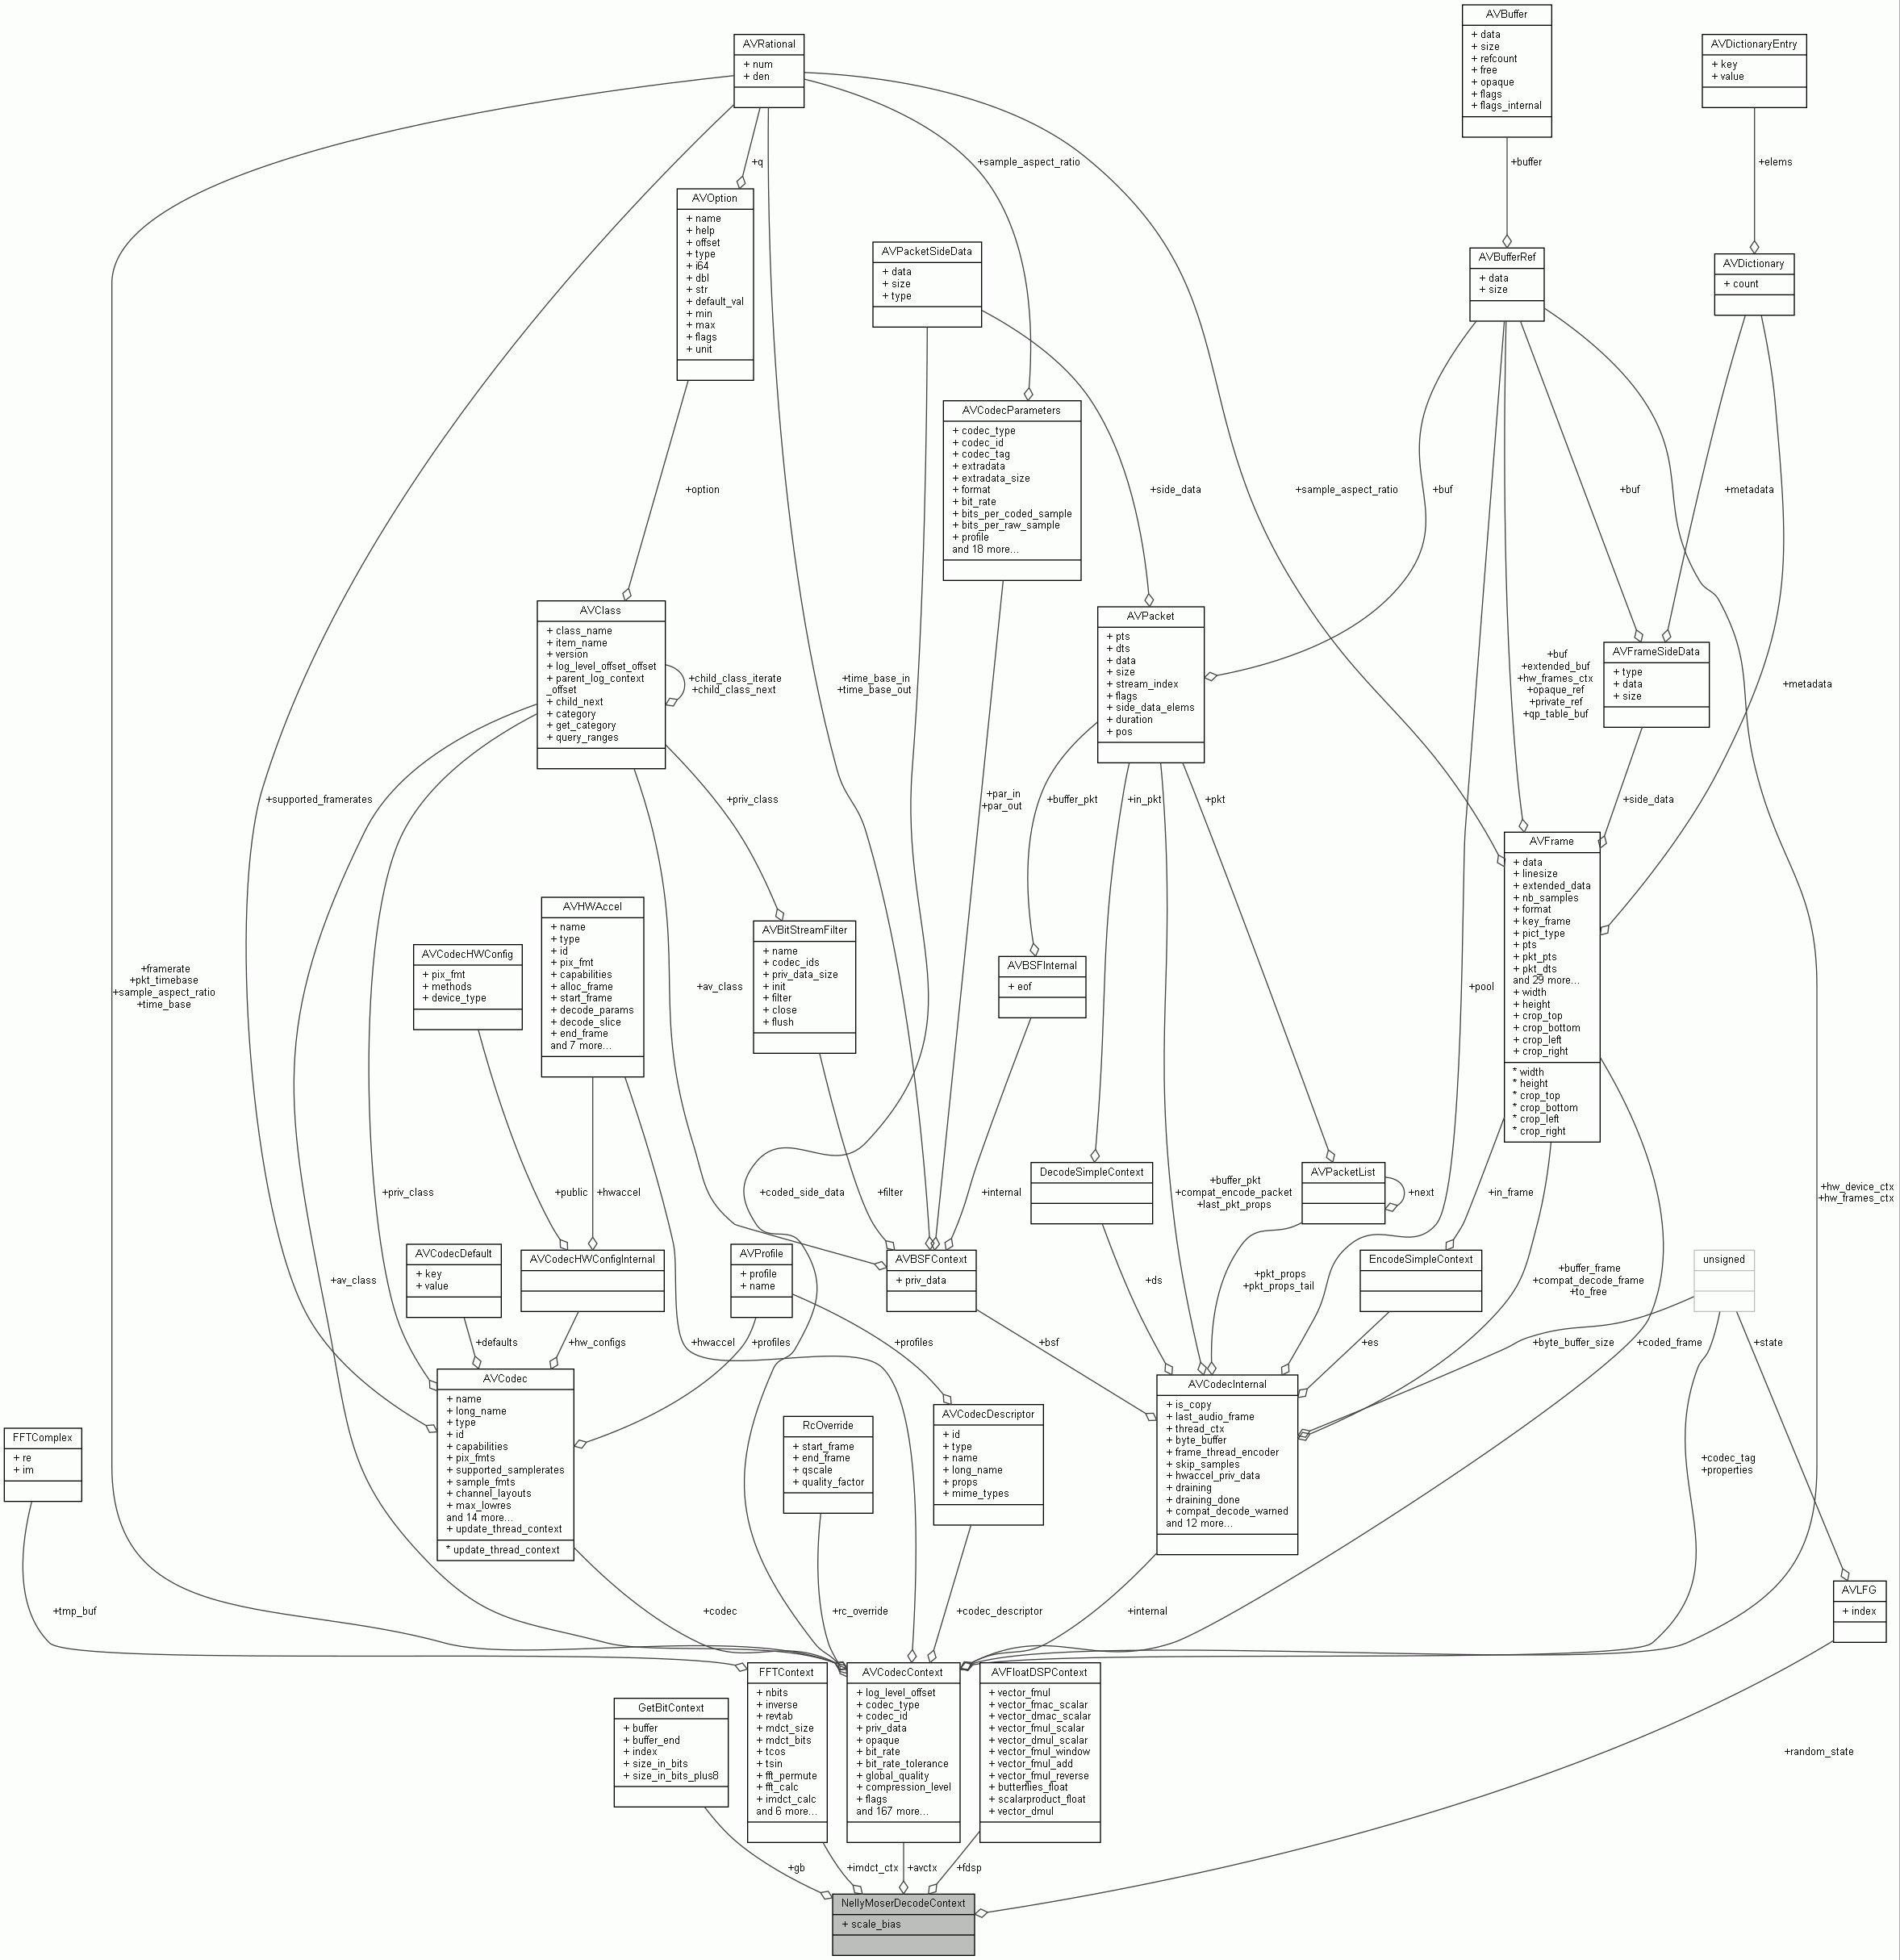 AVBuffer
+ data
+ size
+ refcount
+ free
+ opaque
+ flags
+ flags_internal
AVRational
+ num
+ den
AVDictionaryEntry
+ key
+ value
+q
+sample_aspect_ratio
+buffer
+elems
AVOption
+ name
+ help
+ offset
+ type
+ i64
+ dbl
+ str
+ default_val
+ min
+ max
+ flags
+ unit
AVPacketSideData
+ data
+ size
+ type
AVBufferRef
+ data
+ size
AVDictionary
+ count
AVCodecParameters
+ codec_type
+ codec_id
+ codec_tag
+ extradata
+ extradata_size
+ format
+ bit_rate
+ bits_per_coded_sample
+ bits_per_raw_sample
+ profile
and 18 more...
+option
+side_data
+sample_aspect_ratio
+buf
+buf
+metadata
AVClass
+ class_name
+ item_name
+ version
+ log_level_offset_offset
+ parent_log_context
_offset
+ child_next
+ category
+ get_category
+ query_ranges
+child_class_iterate
+child_class_next
+time_base_in
+time_base_out
AVPacket
+ pts
+ dts
+ data
+ size
+ stream_index
+ flags
+ side_data_elems
+ duration
+ pos
+buf
+extended_buf
+hw_frames_ctx
+opaque_ref
+private_ref
+qp_table_buf
AVFrameSideData
+ type
+ data
+ size
+metadata
+supported_framerates
+priv_class
+par_in
+par_out
+buffer_pkt
+in_pkt
+pkt
+side_data
AVFrame
+ data
+ linesize
+ extended_data
+ nb_samples
+ format
+ key_frame
+ pict_type
+ pts
+ pkt_pts
+ pkt_dts
and 29 more...
+ width
+ height
+ crop_top
+ crop_bottom
+ crop_left
+ crop_right
* width
* height
* crop_top
* crop_bottom
* crop_left
* crop_right
+framerate
+pkt_timebase
+sample_aspect_ratio
+time_base
AVCodecHWConfig
+ pix_fmt
+ methods
+ device_type
AVHWAccel
+ name
+ type
+ id
+ pix_fmt
+ capabilities
+ alloc_frame
+ start_frame
+ decode_params
+ decode_slice
+ end_frame
and 7 more...
+av_class
AVBitStreamFilter
+ name
+ codec_ids
+ priv_data_size
+ init
+ filter
+ close
+ flush
AVBSFInternal
+ eof
+pool
+priv_class
+public
+hwaccel
+coded_side_data
+filter
+internal
DecodeSimpleContext
+buffer_pkt
+compat_encode_packet
+last_pkt_props
AVPacketList
+next
+in_frame
+hw_device_ctx
+hw_frames_ctx
+av_class
AVCodecDefault
+ key
+ value
AVCodecHWConfigInternal
AVProfile
+ profile
+ name
AVBSFContext
+ priv_data
+ds
+pkt_props
+pkt_props_tail
EncodeSimpleContext
+buffer_frame
+compat_decode_frame
+to_free
unsigned
+defaults
+hw_configs
+hwaccel
+profiles
+profiles
+bsf
+es
+byte_buffer_size
+coded_frame
+state
FFTComplex
+ re
+ im
AVCodec
+ name
+ long_name
+ type
+ id
+ capabilities
+ pix_fmts
+ supported_samplerates
+ sample_fmts
+ channel_layouts
+ max_lowres
and 14 more...
+ update_thread_context
* update_thread_context
RcOverride
+ start_frame
+ end_frame
+ qscale
+ quality_factor
AVCodecDescriptor
+ id
+ type
+ name
+ long_name
+ props
+ mime_types
AVCodecInternal
+ is_copy
+ last_audio_frame
+ thread_ctx
+ byte_buffer
+ frame_thread_encoder
+ skip_samples
+ hwaccel_priv_data
+ draining
+ draining_done
+ compat_decode_warned
and 12 more...
+codec_tag
+properties
AVLFG
+ index
+tmp_buf
+codec
+rc_override
+codec_descriptor
+internal
GetBitContext
+ buffer
+ buffer_end
+ index
+ size_in_bits
+ size_in_bits_plus8
FFTContext
+ nbits
+ inverse
+ revtab
+ mdct_size
+ mdct_bits
+ tcos
+ tsin
+ fft_permute
+ fft_calc
+ imdct_calc
and 6 more...
AVCodecContext
+ log_level_offset
+ codec_type
+ codec_id
+ priv_data
+ opaque
+ bit_rate
+ bit_rate_tolerance
+ global_quality
+ compression_level
+ flags
and 167 more...
AVFloatDSPContext
+ vector_fmul
+ vector_fmac_scalar
+ vector_dmac_scalar
+ vector_fmul_scalar
+ vector_dmul_scalar
+ vector_fmul_window
+ vector_fmul_add
+ vector_fmul_reverse
+ butterflies_float
+ scalarproduct_float
+ vector_dmul
+random_state
+gb
+imdct_ctx
+avctx
+fdsp
NellyMoserDecodeContext
+ scale_bias